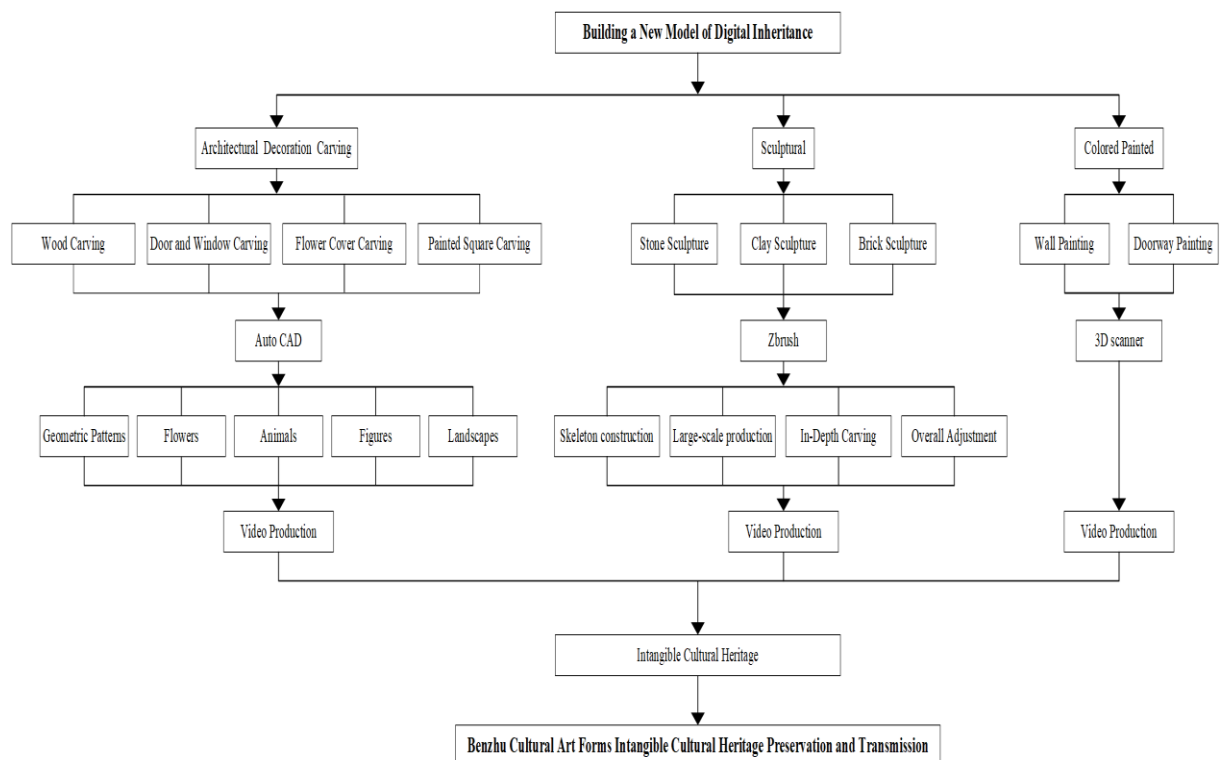 Building a New Model of Digital Inheritance
Architectural Decoration Carving
Sculptural
Colored Painted
Wood Carving
Door and Window Carving
Flower Cover Carving
Painted Square Carving
Stone Sculpture
Clay Sculpture
Brick Sculpture
Wall Painting
Doorway Painting
Auto CAD
Zbrush
3D scanner
Geometric Patterns
Flowers
Animals
Figures
Landscapes
Skeleton construction
Large-scale production
In-Depth Carving
Overall Adjustment
Video Production
Video Production
Video Production
Intangible Cultural Heritage
Benzhu Cultural Art Forms Intangible Cultural Heritage Preservation and Transmission